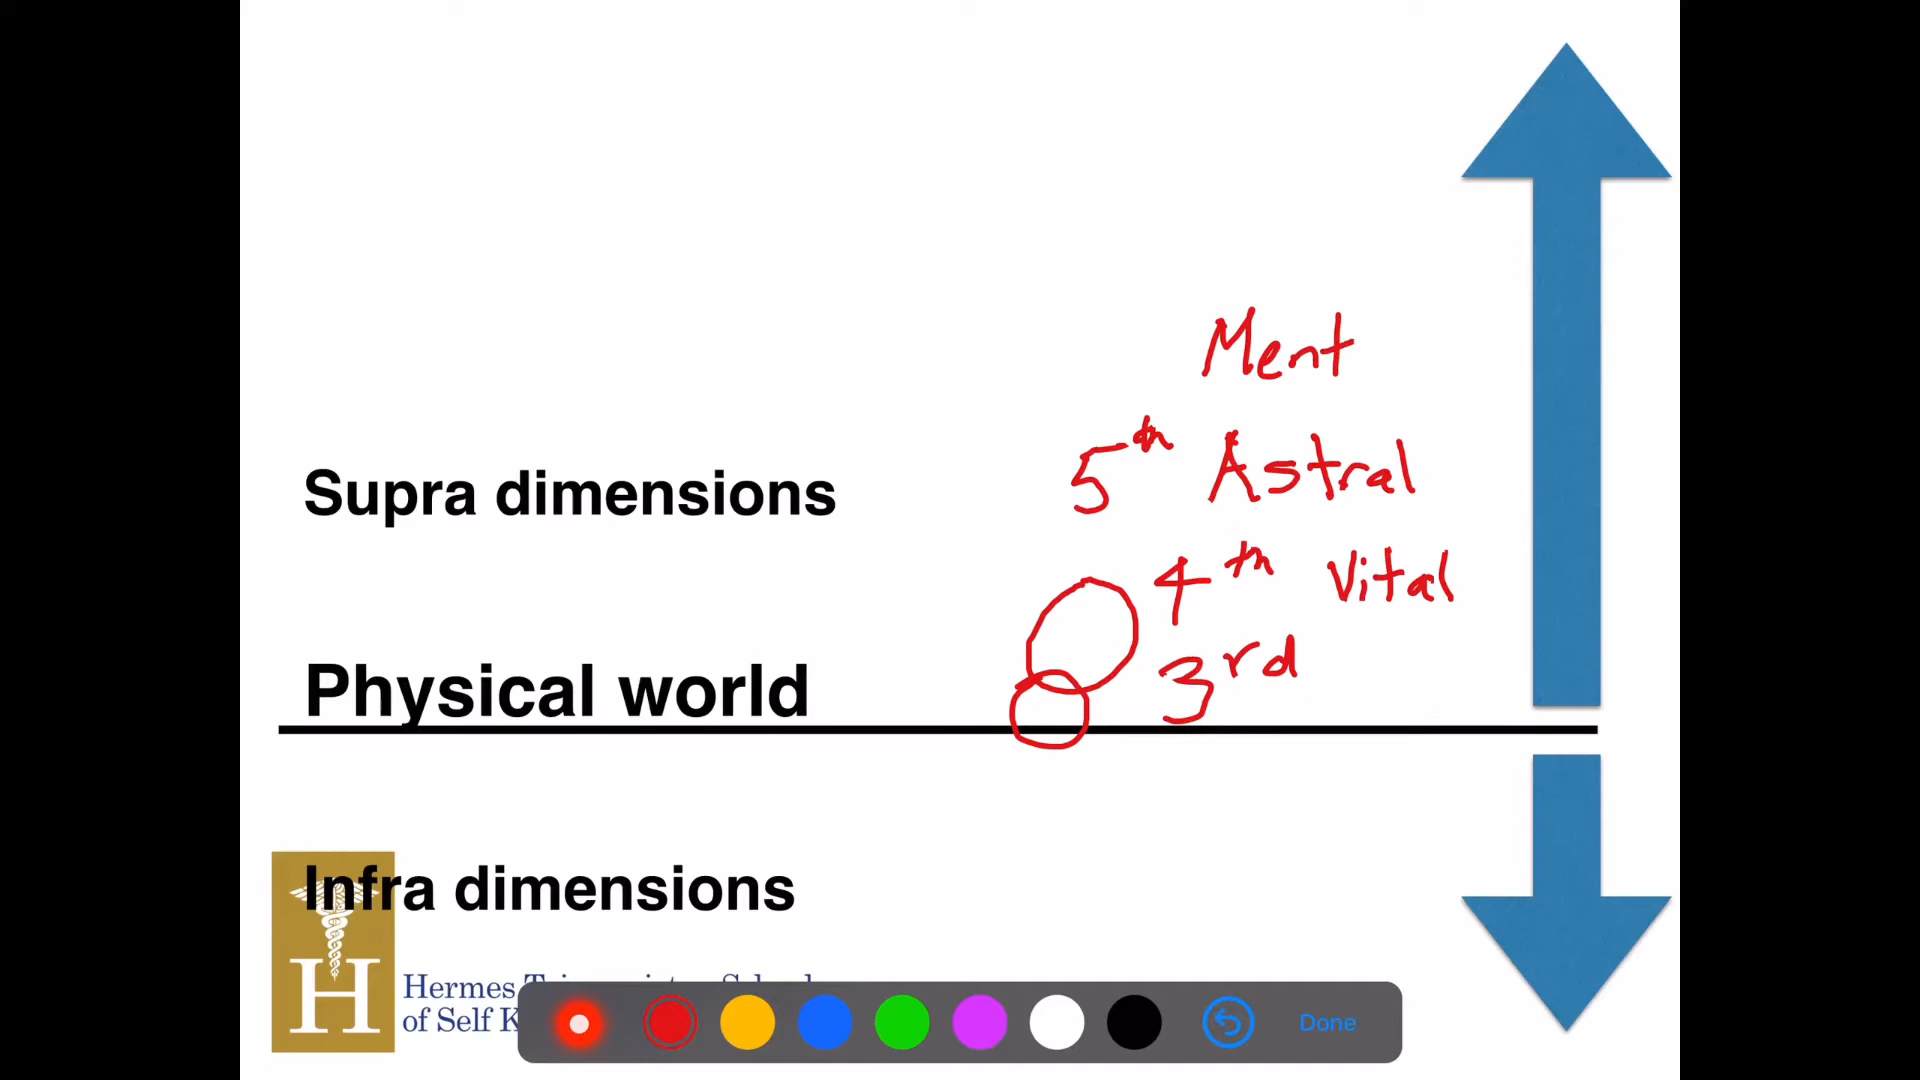 Ment
5th Astral
Supra dimensions
4th Vital
3rd
Physical world
Infra dimensions
H
Hermes
of Self
Done